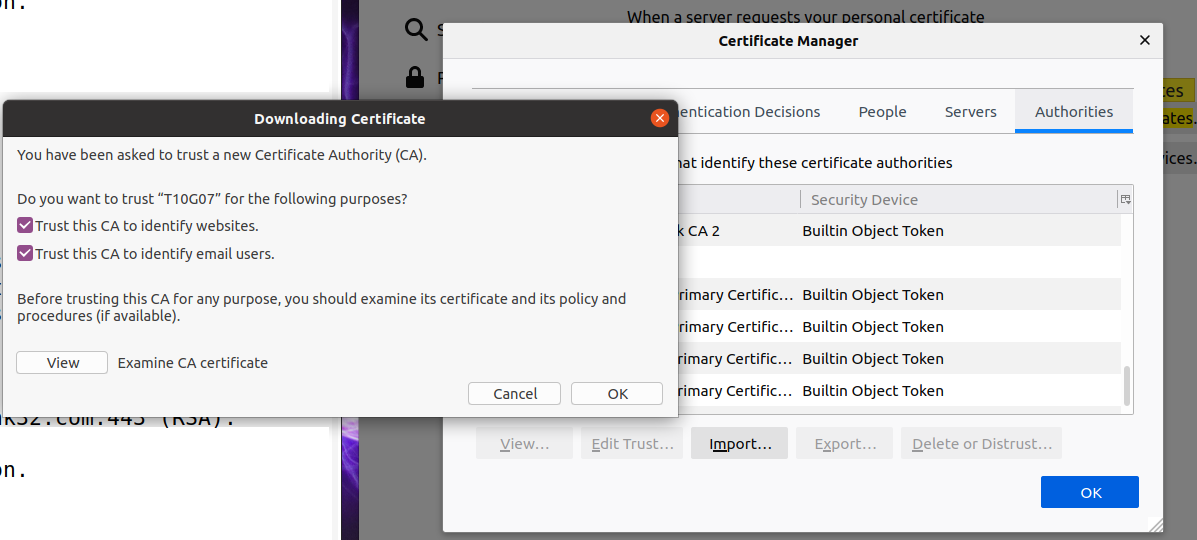 on.
When a server requests your personal certificate
Certificate Manager
Downloading Certificate
You have been asked to trust a new Certificate Authority (CA).
Do you want to trust “T10G07” for the following purposes?
Trust this CA to identify websites.
Trust this CA to identify email users.
Before trusting this CA for any purpose, you should examine its certificate and its policy and
procedures (if available).
View Examine CA certificate
Cancel OK
entication Decisions People Servers Authorities
hat identify these certificate authorities
Security Device
k CA 2 Builtin Object Token
rimary Certific… Builtin Object Token
rimary Certific… Builtin Object Token
rimary Certific… Builtin Object Token
rimary Certific… Builtin Object Token
View… Edit Trust… Import… Export… Delete or Distrust…
OK
tes
ates.
vices.
nk32.com:443 (RSA).
on.